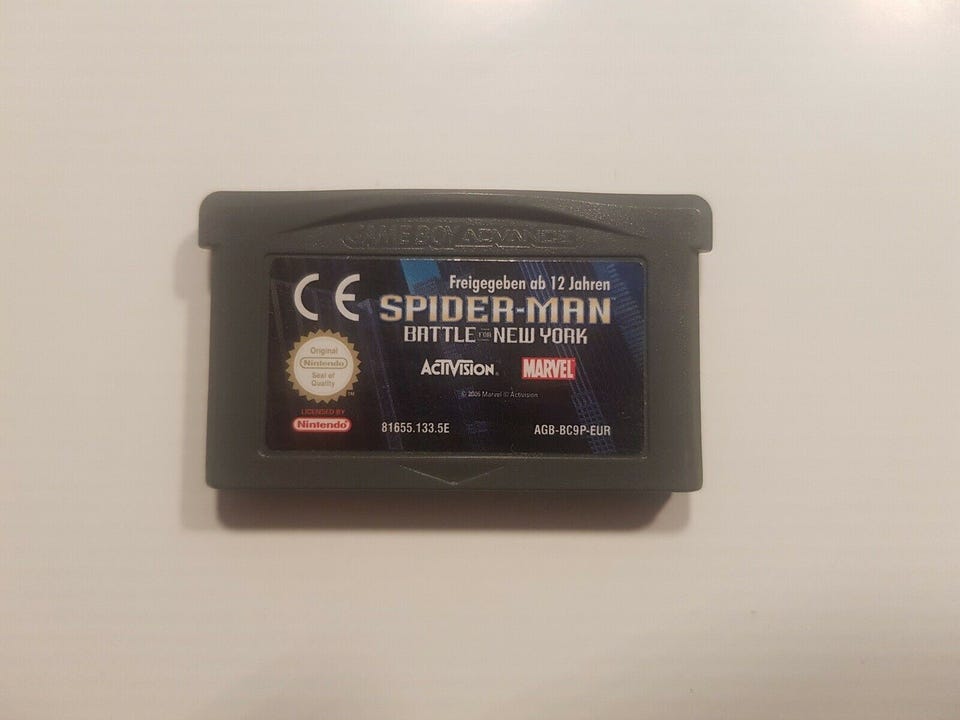 GAME BOY ADVANCE
CE
Freigegeben ab 12 Jahren
SPIDER-MAN
BATTLE FOR NEW YORK
Original
Nintendo
Seal of
Quality
TM
ACTIVISION®
MARVEL
© 2006 Marvel © Activision
LICENSED BY
Nintendo®
81655.133.5E
AGB-BC9P-EUR